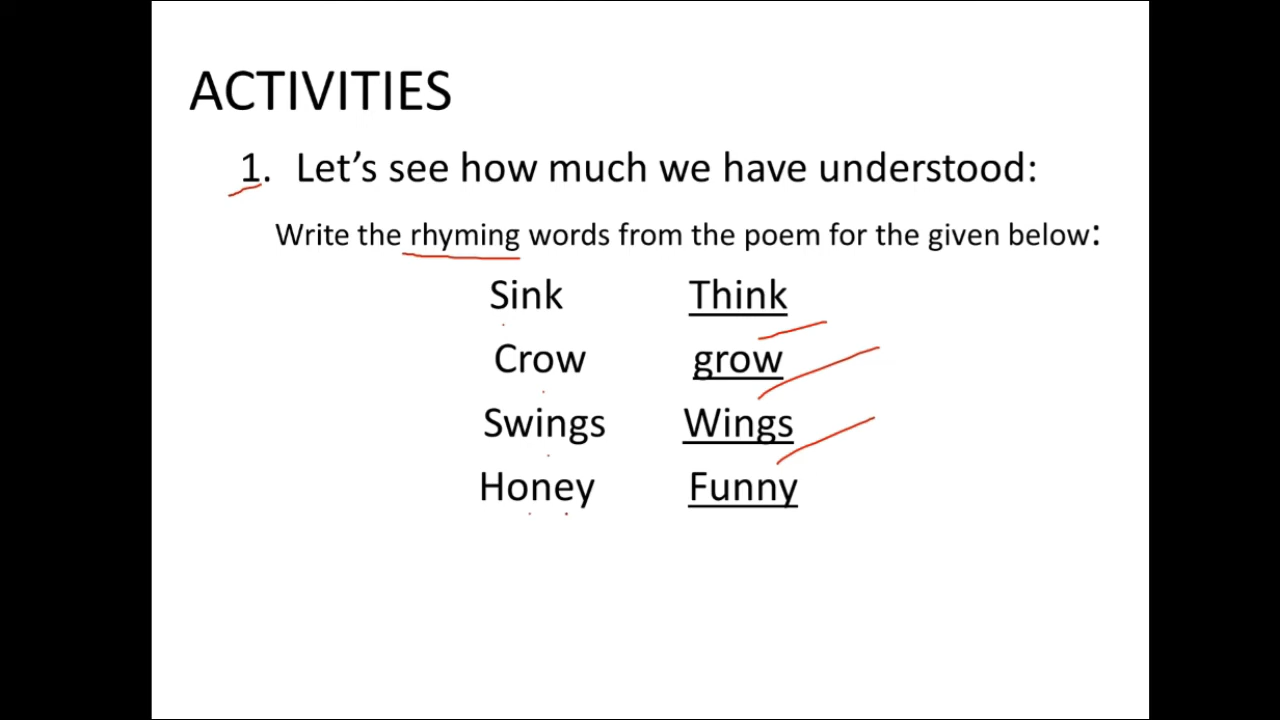 ACTIVITIES
1. Let's see how much we have understood:
Write the rhyming words from the poem for the given below:
Sink Think
Crow grow
Swings Wings
Honey Funny